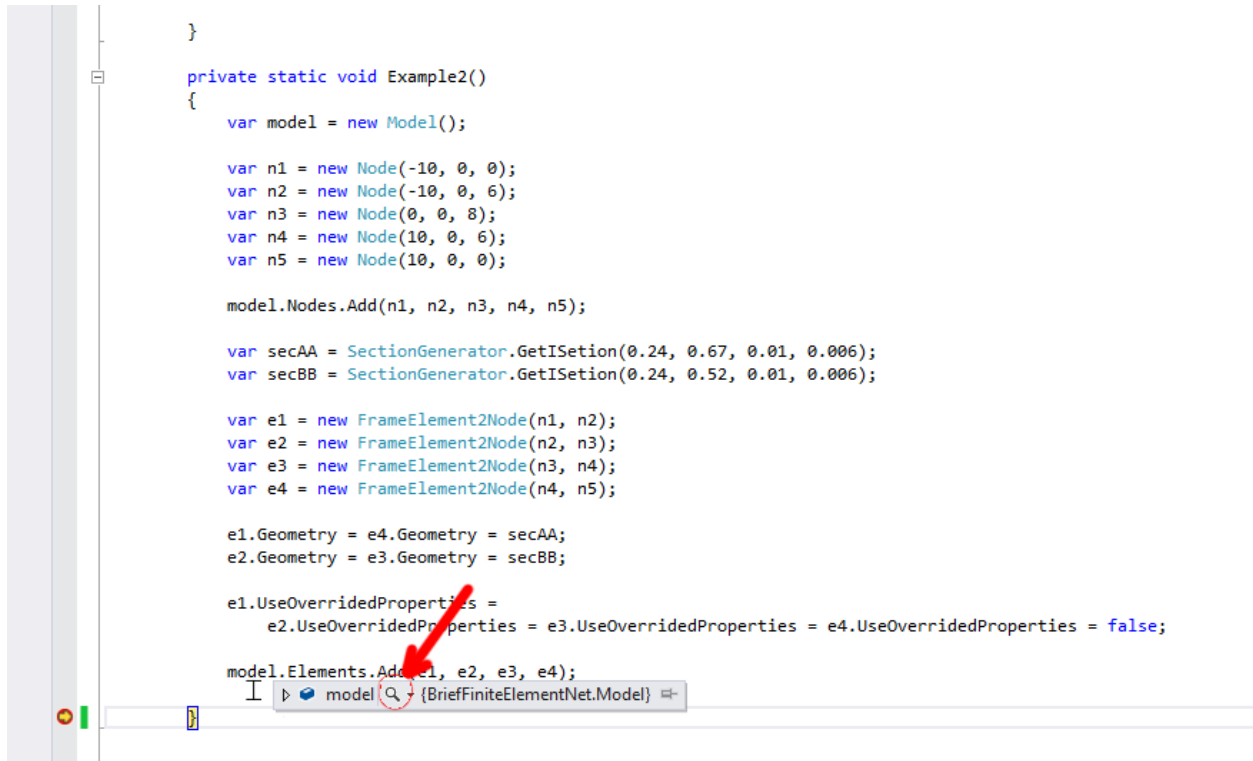 }
private static void Example2()
{
var model = new Model();
var n1 = new Node(-10, 0, 0);
var n2 = new Node(-10, 0, 6);
var n3 = new Node(0, 0, 8);
var n4 = new Node(10, 0, 6);
var n5 = new Node(10, 0, 0);
model.Nodes.Add(n1, n2, n3, n4, n5);
var secAA = SectionGenerator.GetISetion(0.24, 0.67, 0.01, 0.006);
var secBB = SectionGenerator.GetISetion(0.24, 0.52, 0.01, 0.006);
var e1 = new FrameElement2Node(n1, n2);
var e2 = new FrameElement2Node(n2, n3);
var e3 = new FrameElement2Node(n3, n4);
var e4 = new FrameElement2Node(n4, n5);
e1.Geometry = e4.Geometry = secAA;
e2.Geometry = e3.Geometry = secBB;
e1.UseOverridedProperties =
e2.UseOverridedProperties = e3.UseOverridedProperties = e4.UseOverridedProperties = false;
model.Elements.Add(e1, e2, e3, e4);
model {BriefFiniteElementNet.Model}
}